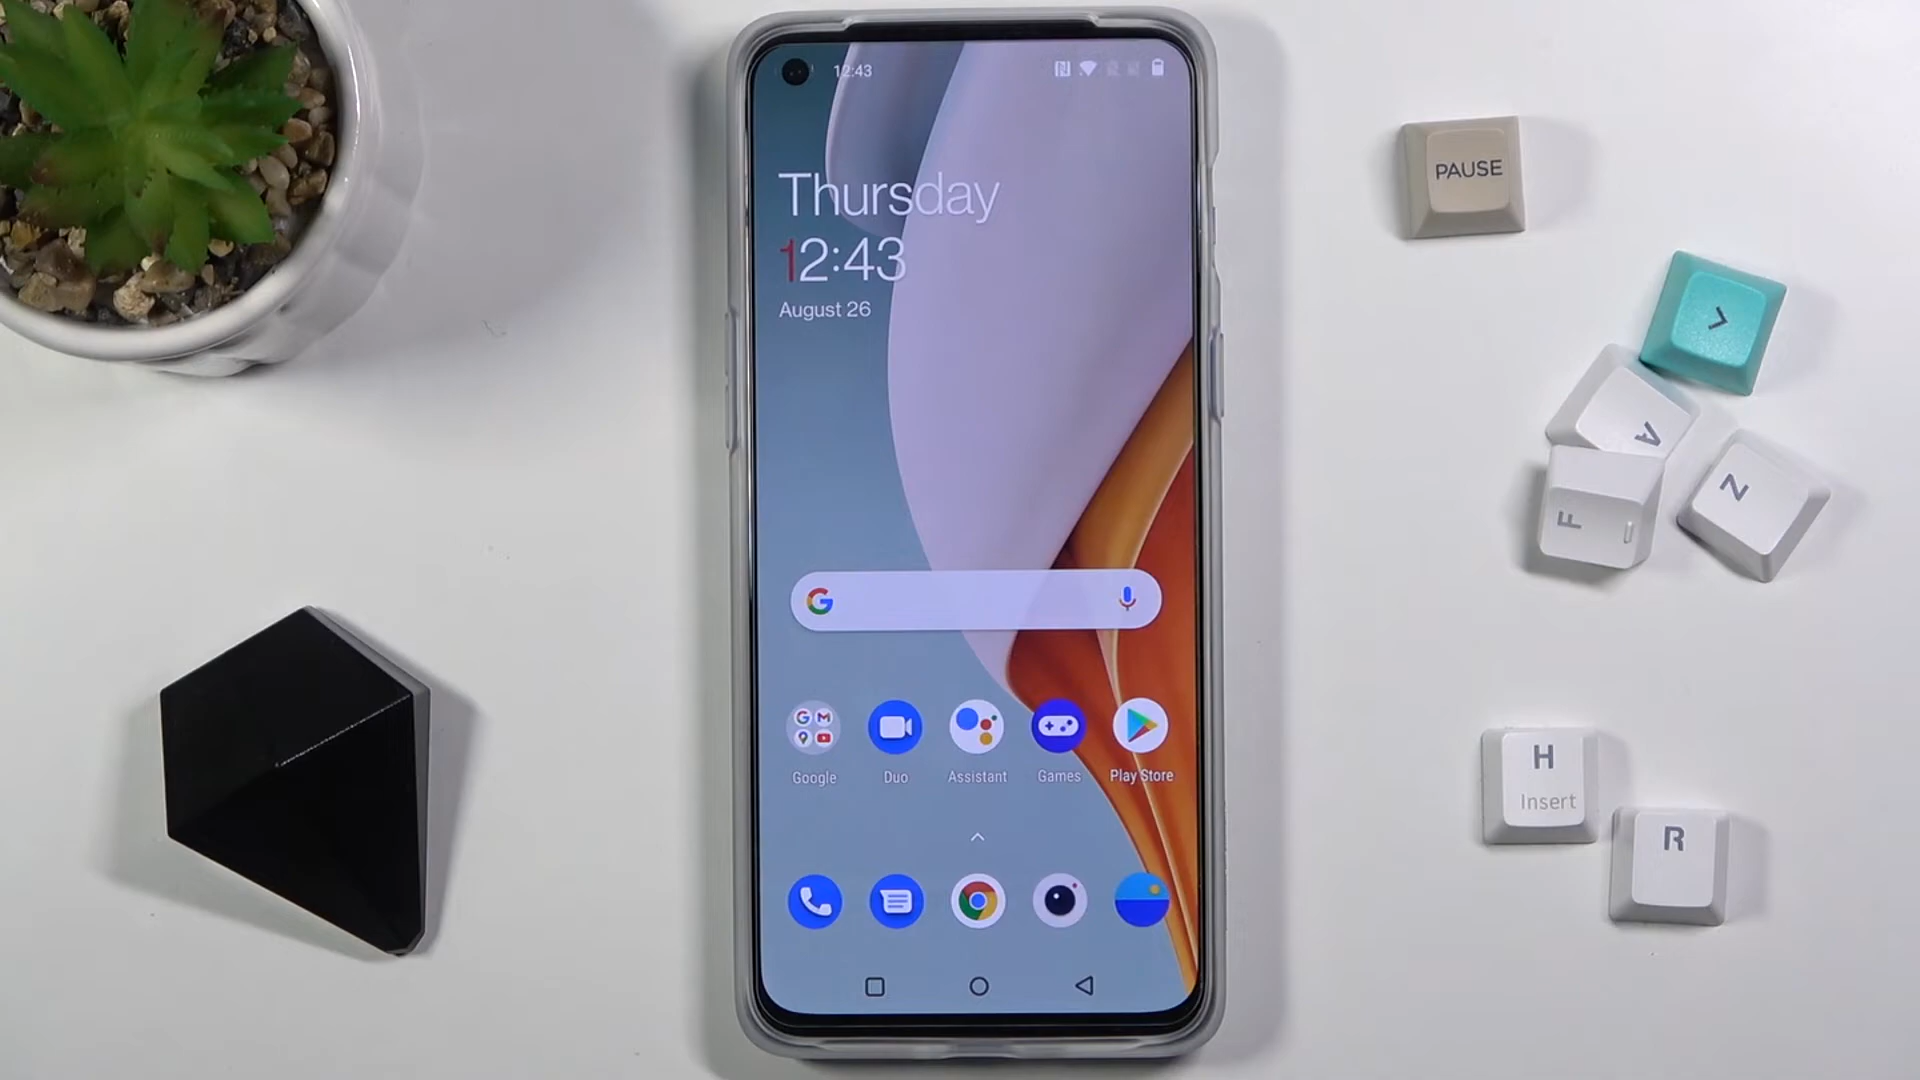 12:43
Thursday
12:43
August 26
Google
Duo
Assistant
Games
Play Store
PAUSE
>
A
F
Z
H
Insert
R